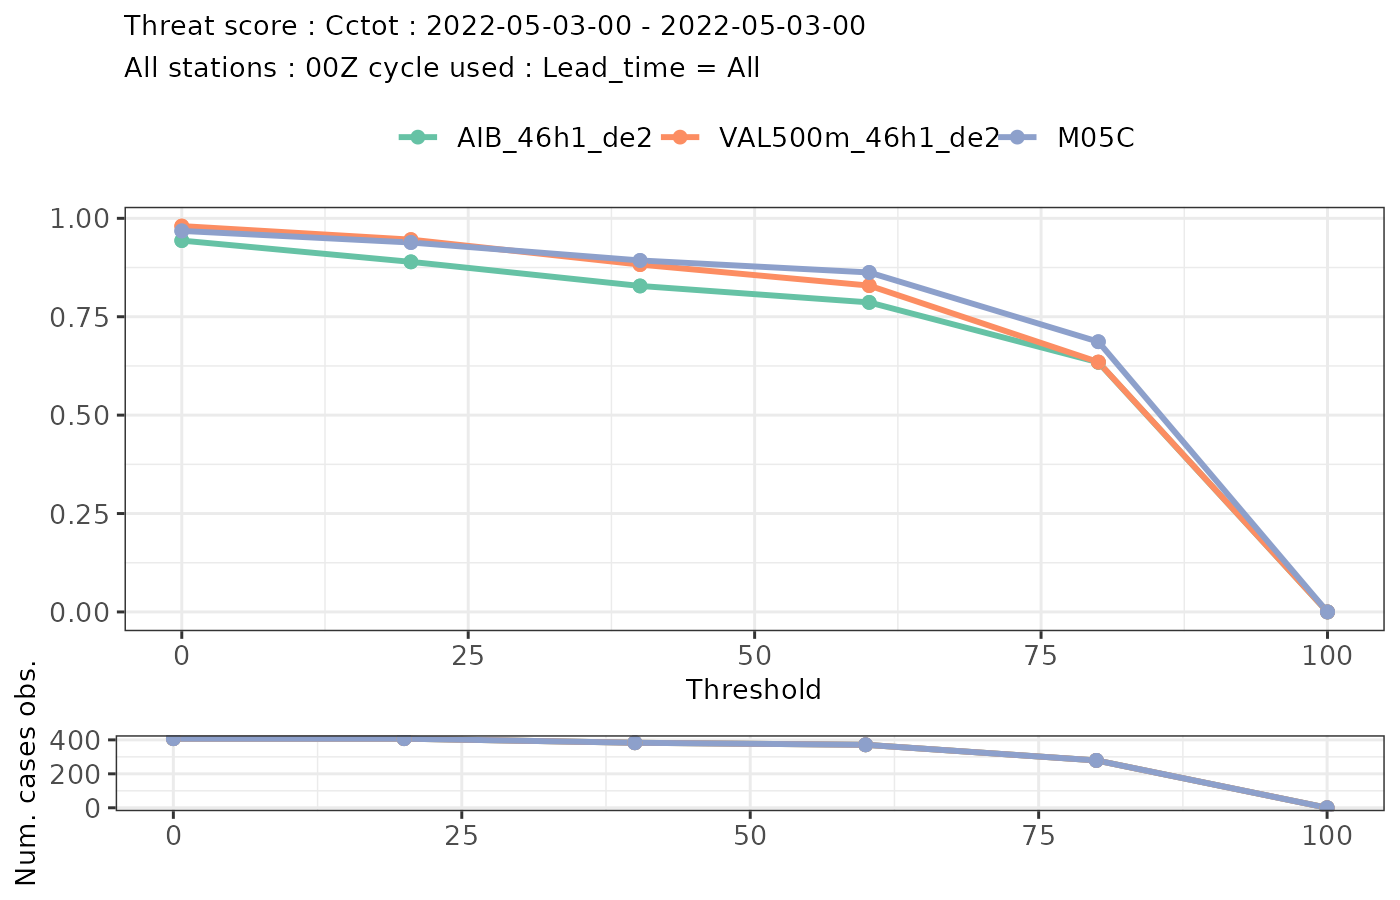 Threat score : Cctot : 2022-05-03-00 - 2022-05-03-00
All stations : 00Z cycle used : Lead_time = All
AIB_46h1_de2 VAL500m_46h1_de2 M05C
1.00
0.75
0.50
0.25
0.00
0 25 50 75 100
Threshold
Num. cases obs.
400
200
0
0 25 50 75 100